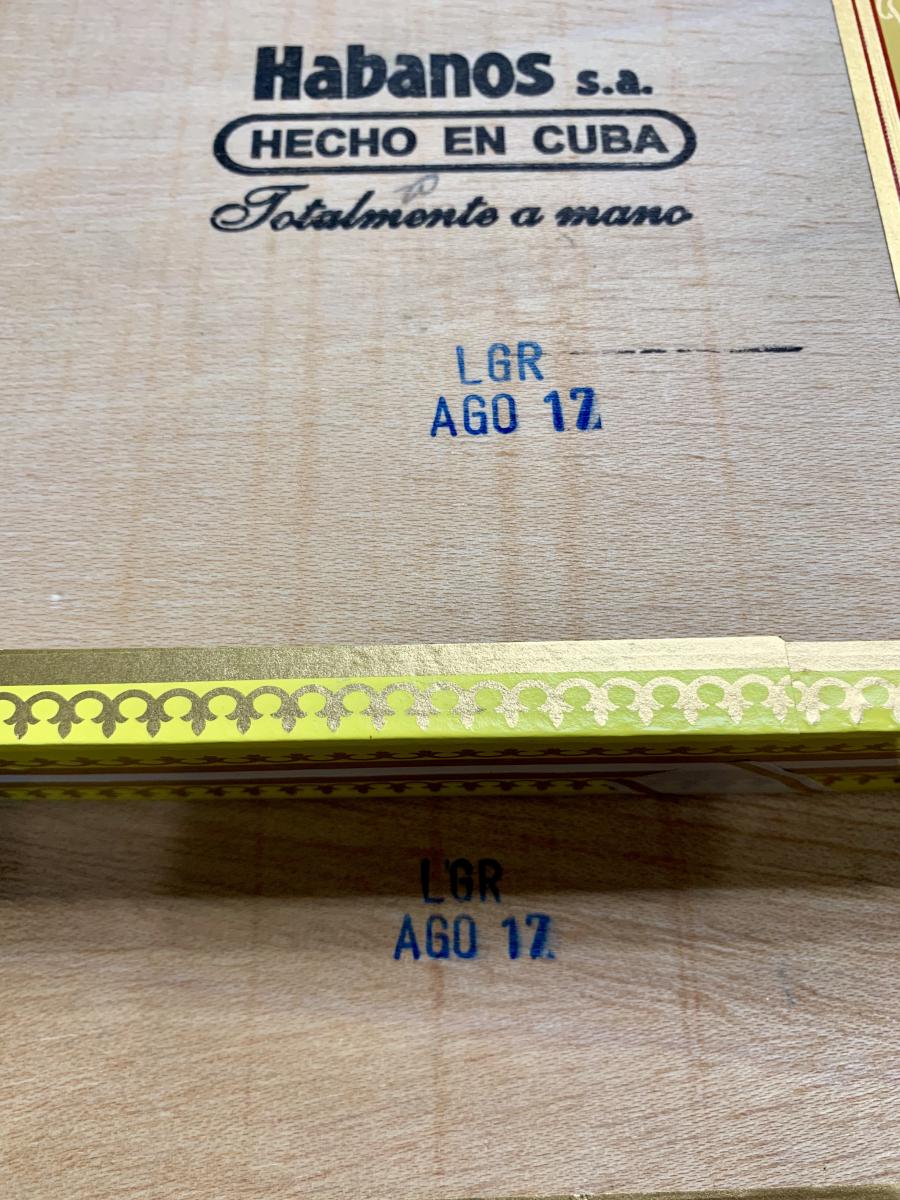 Habanos s.a.
HECHO EN CUBA
Totalmente a mano
LGR
AGO 17
LGR
AGO 17